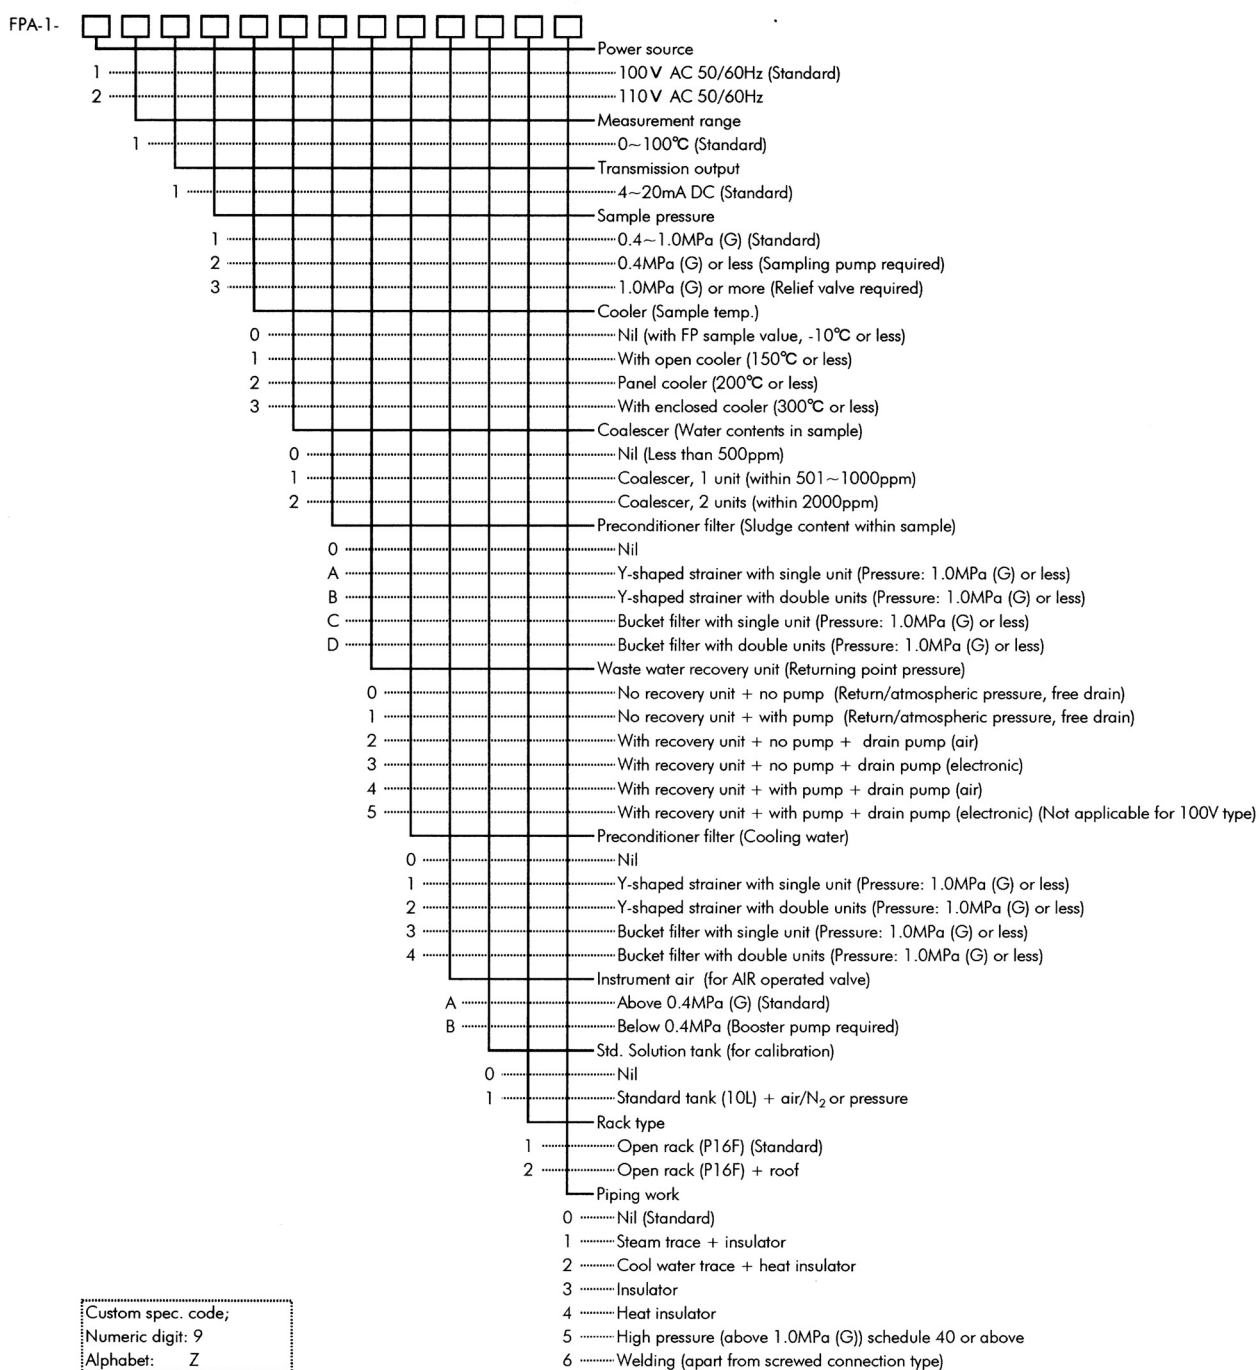 FPA-1-
Power source
1 100V AC 50/60Hz (Standard)
2 110V AC 50/60Hz
Measurement range
1 0~100℃ (Standard)
Transmission output
1 4~20mA DC (Standard)
Sample pressure
1 0.4~1.0MPa (G) (Standard)
2 0.4MPa (G) or less (Sampling pump required)
3 1.0MPa (G) or more (Relief valve required)
Cooler (Sample temp.)
0 Nil (with FP sample value, -10℃ or less)
1 With open cooler (150℃ or less)
2 Panel cooler (200℃ or less)
3 With enclosed cooler (300℃ or less)
Coalescer (Water contents in sample)
0 Nil (Less than 500ppm)
1 Coalescer, 1 unit (within 501~1000ppm)
2 Coalescer, 2 units (within 2000ppm)
Preconditioner filter (Sludge content within sample)
0 Nil
A Y-shaped strainer with single unit (Pressure: 1.0MPa (G) or less)
B Y-shaped strainer with double units (Pressure: 1.0MPa (G) or less)
C Bucket filter with single unit (Pressure: 1.0MPa (G) or less)
D Bucket filter with double units (Pressure: 1.0MPa (G) or less)
Waste water recovery unit (Returning point pressure)
0 No recovery unit + no pump (Return/atmospheric pressure, free drain)
1 No recovery unit + with pump (Return/atmospheric pressure, free drain)
2 With recovery unit + no pump + drain pump (air)
3 With recovery unit + no pump + drain pump (electronic)
4 With recovery unit + with pump + drain pump (air)
5 With recovery unit + with pump + drain pump (electronic) (Not applicable for 100V type)
Preconditioner filter (Cooling water)
0 Nil
1 Y-shaped strainer with single unit (Pressure: 1.0MPa (G) or less)
2 Y-shaped strainer with double units (Pressure: 1.0MPa (G) or less)
3 Bucket filter with single unit (Pressure: 1.0MPa (G) or less)
4 Bucket filter with double units (Pressure: 1.0MPa (G) or less)
Instrument air (for AIR operated valve)
A Above 0.4MPa (G) (Standard)
B Below 0.4MPa (Booster pump required)
Std. Solution tank (for calibration)
0 Nil
1 Standard tank (10L) + air/N₂ or pressure
Rack type
1 Open rack (P16F) (Standard)
2 Open rack (P16F) + roof
Piping work
0 Nil (Standard)
1 Steam trace + insulator
2 Cool water trace + heat insulator
3 Insulator
4 Heat insulator
5 High pressure (above 1.0MPa (G)) schedule 40 or above
6 Welding (apart from screwed connection type)
Custom spec. code;
Numeric digit: 9
Alphabet: Z